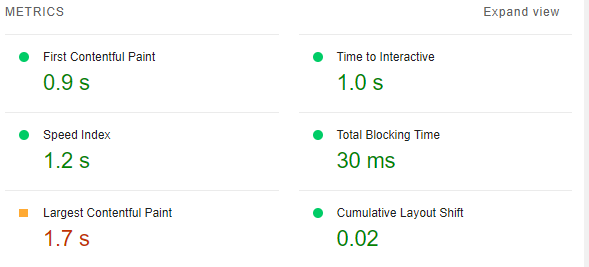 METRICS
Expand view
First Contentful Paint
0.9 s
Time to Interactive
1.0 s
Speed Index
1.2 s
Total Blocking Time
30 ms
Largest Contentful Paint
1.7 s
Cumulative Layout Shift
0.02